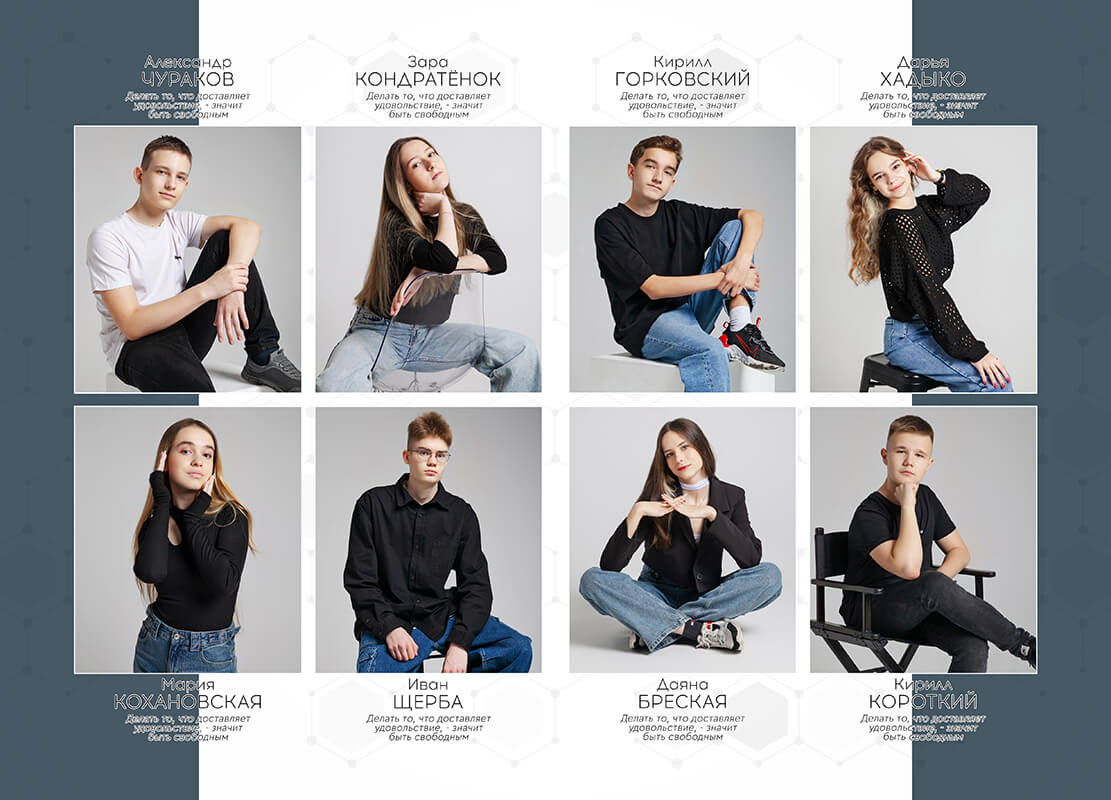 Александр
ЧУРАКОВ
Делать то, что доставляет
удовольствие, - значит
быть свободным
Зара
КОНДРАТЁНОК
Делать то, что доставляет
удовольствие, - значит
быть свободным
Кирилл
ГОРКОВСКИЙ
Делать то, что доставляет
удовольствие, - значит
быть свободным
Дарья
ХАДЫКО
Делать то, что доставляет
удовольствие, - значит
быть свободным
Мария
КОХАНОВСКАЯ
Делать то, что доставляет
удовольствие, - значит
быть свободным
Иван
ЩЕРБА
Делать то, что доставляет
удовольствие, - значит
быть свободным
Даяна
БРЕСКАЯ
Делать то, что доставляет
удовольствие, - значит
быть свободным
Кирилл
КОРОТКИЙ
Делать то, что доставляет
удовольствие, - значит
быть свободным